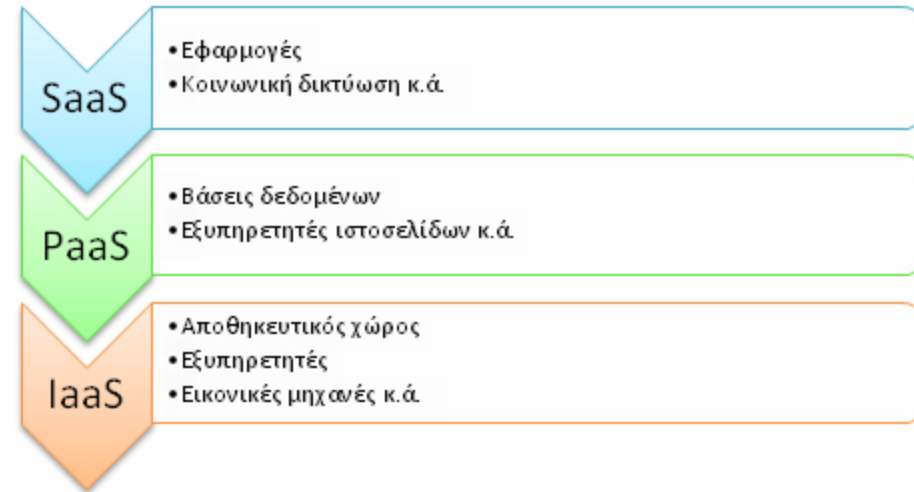 SaaS
•Εφαρμογές
•Κοινωνική δικτύωση κ.ά.
PaaS
•Βάσεις δεδομένων
•Εξυπηρετητές ιστοσελίδων κ.ά.
IaaS
•Αποθηκευτικός χώρος
•Εξυπηρετητές
•Εικονικές μηχανές κ.ά.